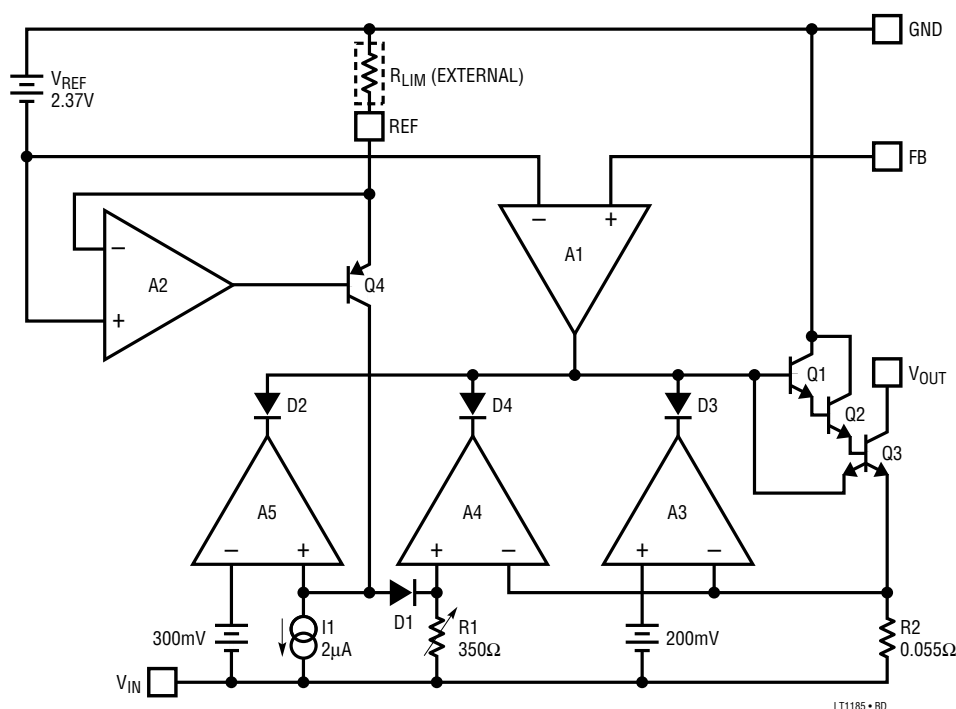 GND
VREF
2.37V
RLIM (EXTERNAL)
REF
FB
−
+
A1
−
A2
+
Q4
Q1
VOUT
D2
D4
D3
Q2
Q3
A5
A4
A3
−
+
+
−
+
−
D1
300mV
I1
2µA
R1
350Ω
200mV
R2
0.055Ω
VIN
LT1185 • BD